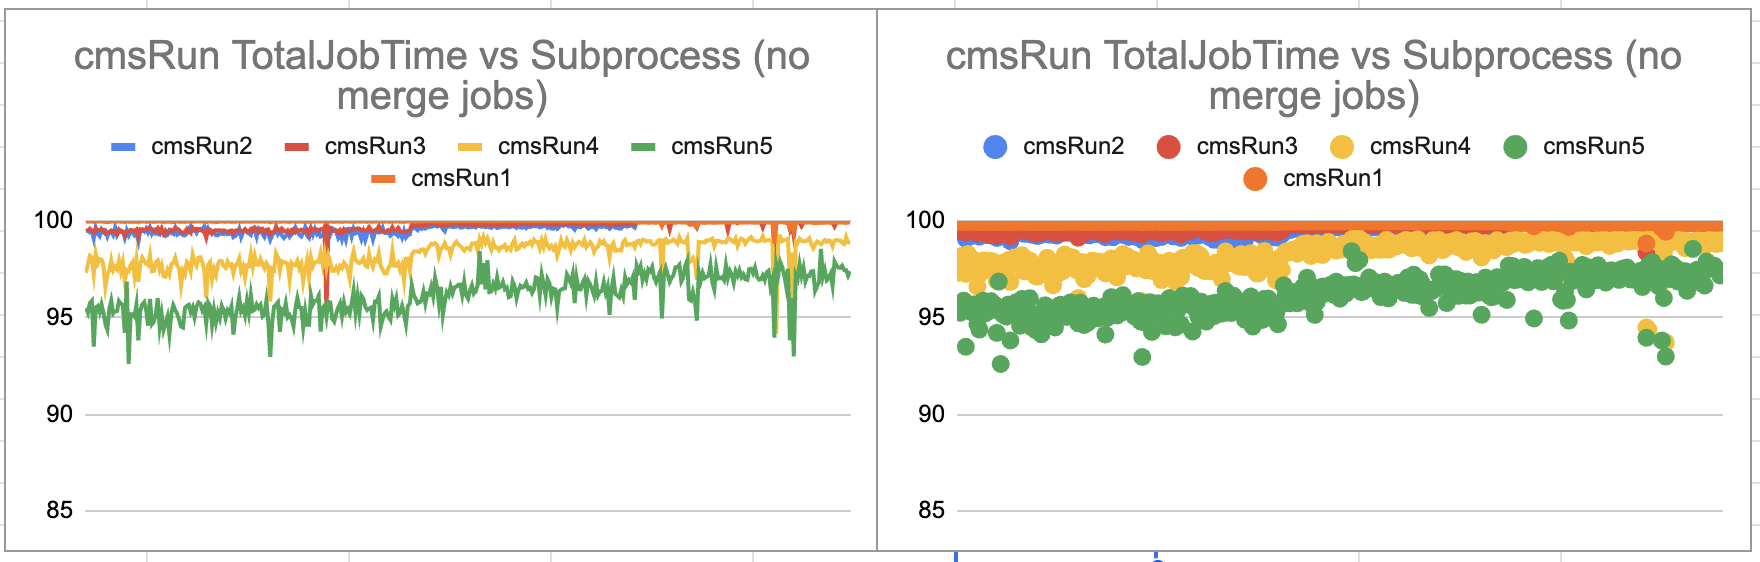 cmsRun TotalJobTime vs Subprocess (no
merge jobs)
cmsRun2 cmsRun3 cmsRun4 cmsRun5
cmsRun1
100
95
90
85
cmsRun TotalJobTime vs Subprocess (no
merge jobs)
cmsRun2 cmsRun3 cmsRun4 cmsRun5
cmsRun1
100
95
90
85